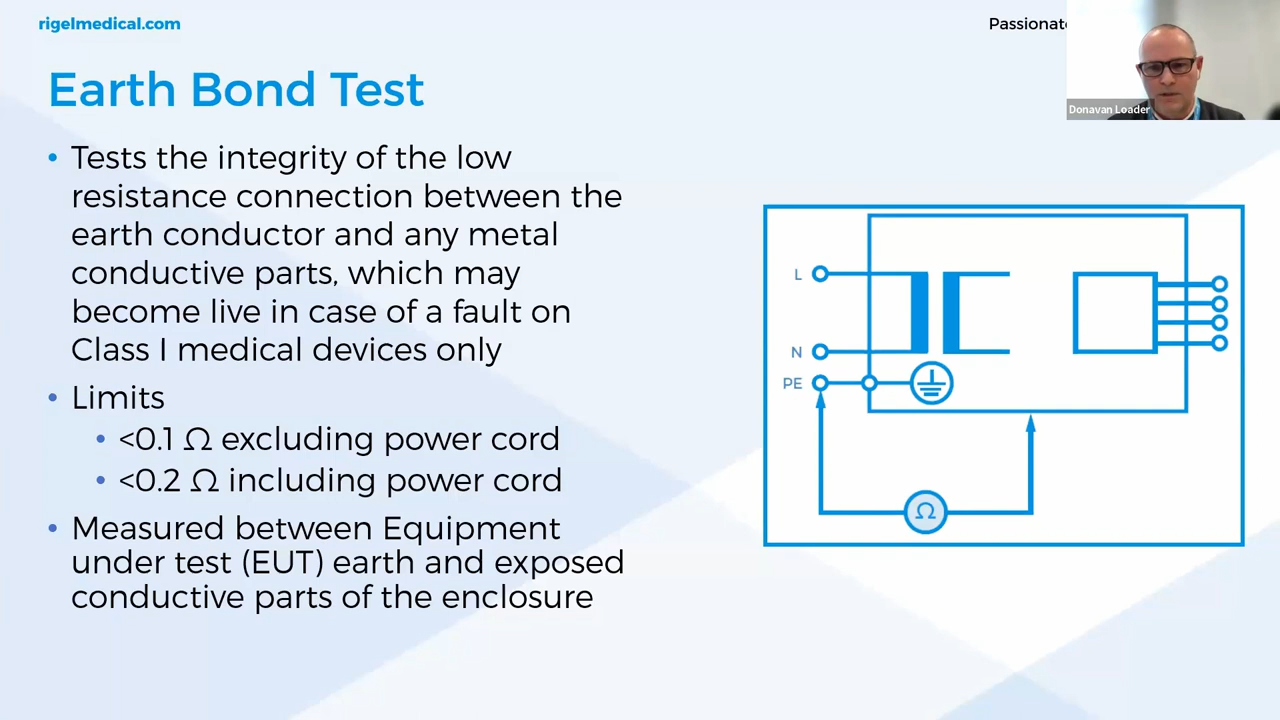 rigelmedical.com
Passionate
Donavan Loader
Earth Bond Test
• Tests the integrity of the low
resistance connection between the
earth conductor and any metal
conductive parts, which may
become live in case of a fault on
Class I medical devices only
• Limits
• <0.1 Ω excluding power cord
• <0.2 Ω including power cord
• Measured between Equipment
under test (EUT) earth and exposed
conductive parts of the enclosure
L
N
PE
Ω